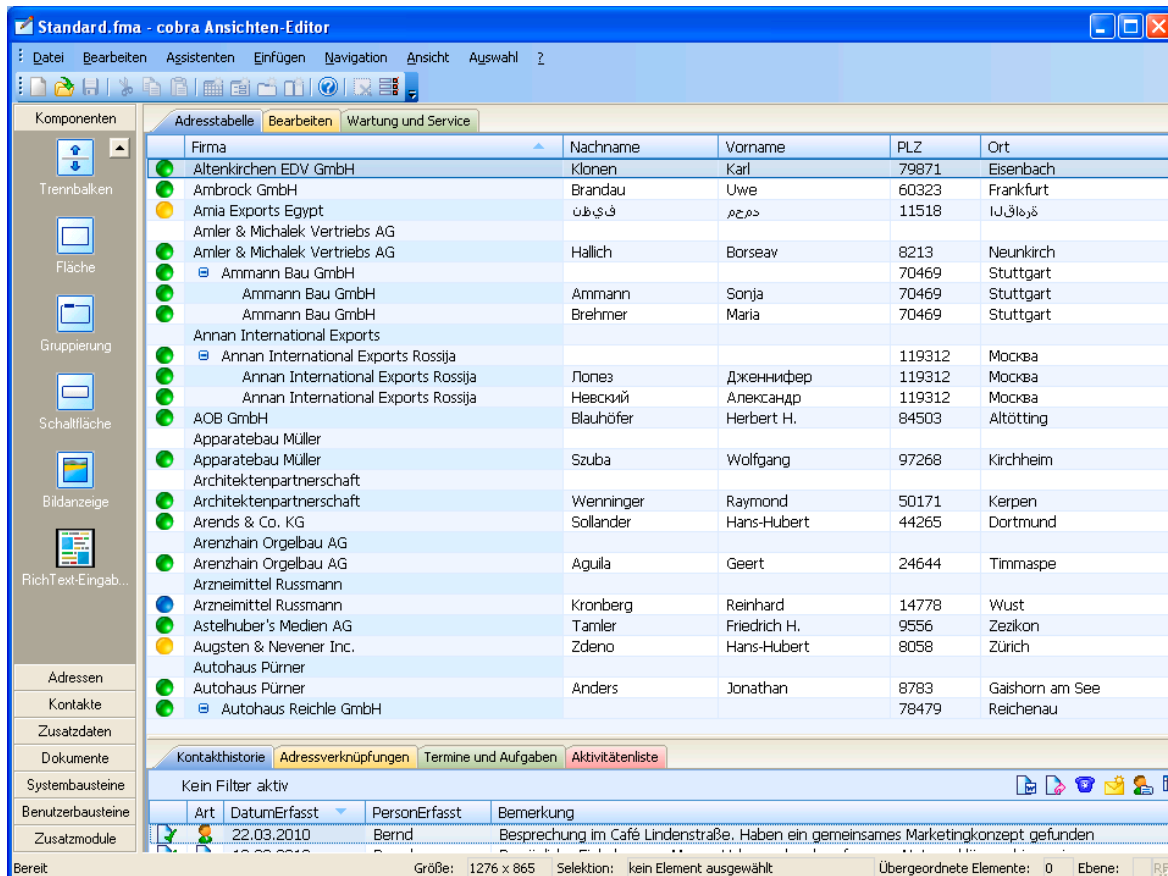 Standard.fma - cobra Ansichten-Editor
Datei Bearbeiten Assistenten Einfügen Navigation Ansicht Auswahl ?
Komponenten
Trennbalken
Fläche
Gruppierung
Schaltfläche
Bildanzeige
RichText-Eingab...
Adressen
Kontakte
Zusatzdaten
Dokumente
Systembausteine
Benutzerbausteine
Zusatzmodule
Adresstabelle Bearbeiten Wartung und Service
Firma Nachname Vorname PLZ Ort
Altenkirchen EDV GmbH Klonen Karl 79871 Eisenbach
Ambrock GmbH Brandau Uwe 60323 Frankfurt
Amia Exports Egypt فيظن دمحم 11518 ةرهاقلا
Amler & Michalek Vertriebs AG
Amler & Michalek Vertriebs AG Hallich Borseav 8213 Neunkirch
Ammann Bau GmbH 70469 Stuttgart
Ammann Bau GmbH Ammann Sonja 70469 Stuttgart
Ammann Bau GmbH Brehmer Maria 70469 Stuttgart
Annan International Exports
Annan International Exports Rossija 119312 Москва
Annan International Exports Rossija Лопез Дженнифер 119312 Москва
Annan International Exports Rossija Невский Александр 119312 Москва
AOB GmbH Blauhöfer Herbert H. 84503 Altötting
Apparatebau Müller
Apparatebau Müller Szuba Wolfgang 97268 Kirchheim
Architektenpartnerschaft
Architektenpartnerschaft Wenninger Raymond 50171 Kerpen
Arends & Co. KG Sollander Hans-Hubert 44265 Dortmund
Arenzhain Orgelbau AG
Arenzhain Orgelbau AG Aguila Geert 24644 Timmaspe
Arzneimittel Russmann
Arzneimittel Russmann Kronberg Reinhard 14778 Wust
Astelhuber's Medien AG Tamler Friedrich H. 9556 Zezikon
Augsten & Nevener Inc. Zdeno Hans-Hubert 8058 Zürich
Autohaus Pürner
Autohaus Pürner Anders Jonathan 8783 Gaishorn am See
Autohaus Reichle GmbH 78479 Reichenau
Kontakthistorie Adressverknüpfungen Termine und Aufgaben Aktivitätenliste
Kein Filter aktiv
Art DatumErfasst PersonErfasst Bemerkung
22.03.2010 Bernd Besprechung im Café Lindenstraße. Haben ein gemeinsames Marketingkonzept gefunden
Bereit Größe: 1276 x 865 Selektion: kein Element ausgewählt Übergeordnete Elemente: 0 Ebene: